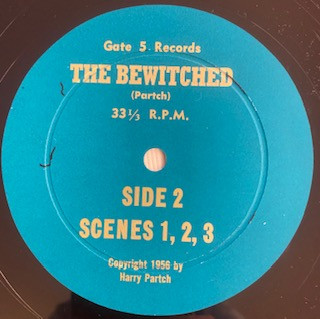 Gate 5 Records
THE BEWITCHED
(Partch)
33⅓ R.P.M.
SIDE 2
SCENES 1, 2, 3
Copyright 1956 by
Harry Partch